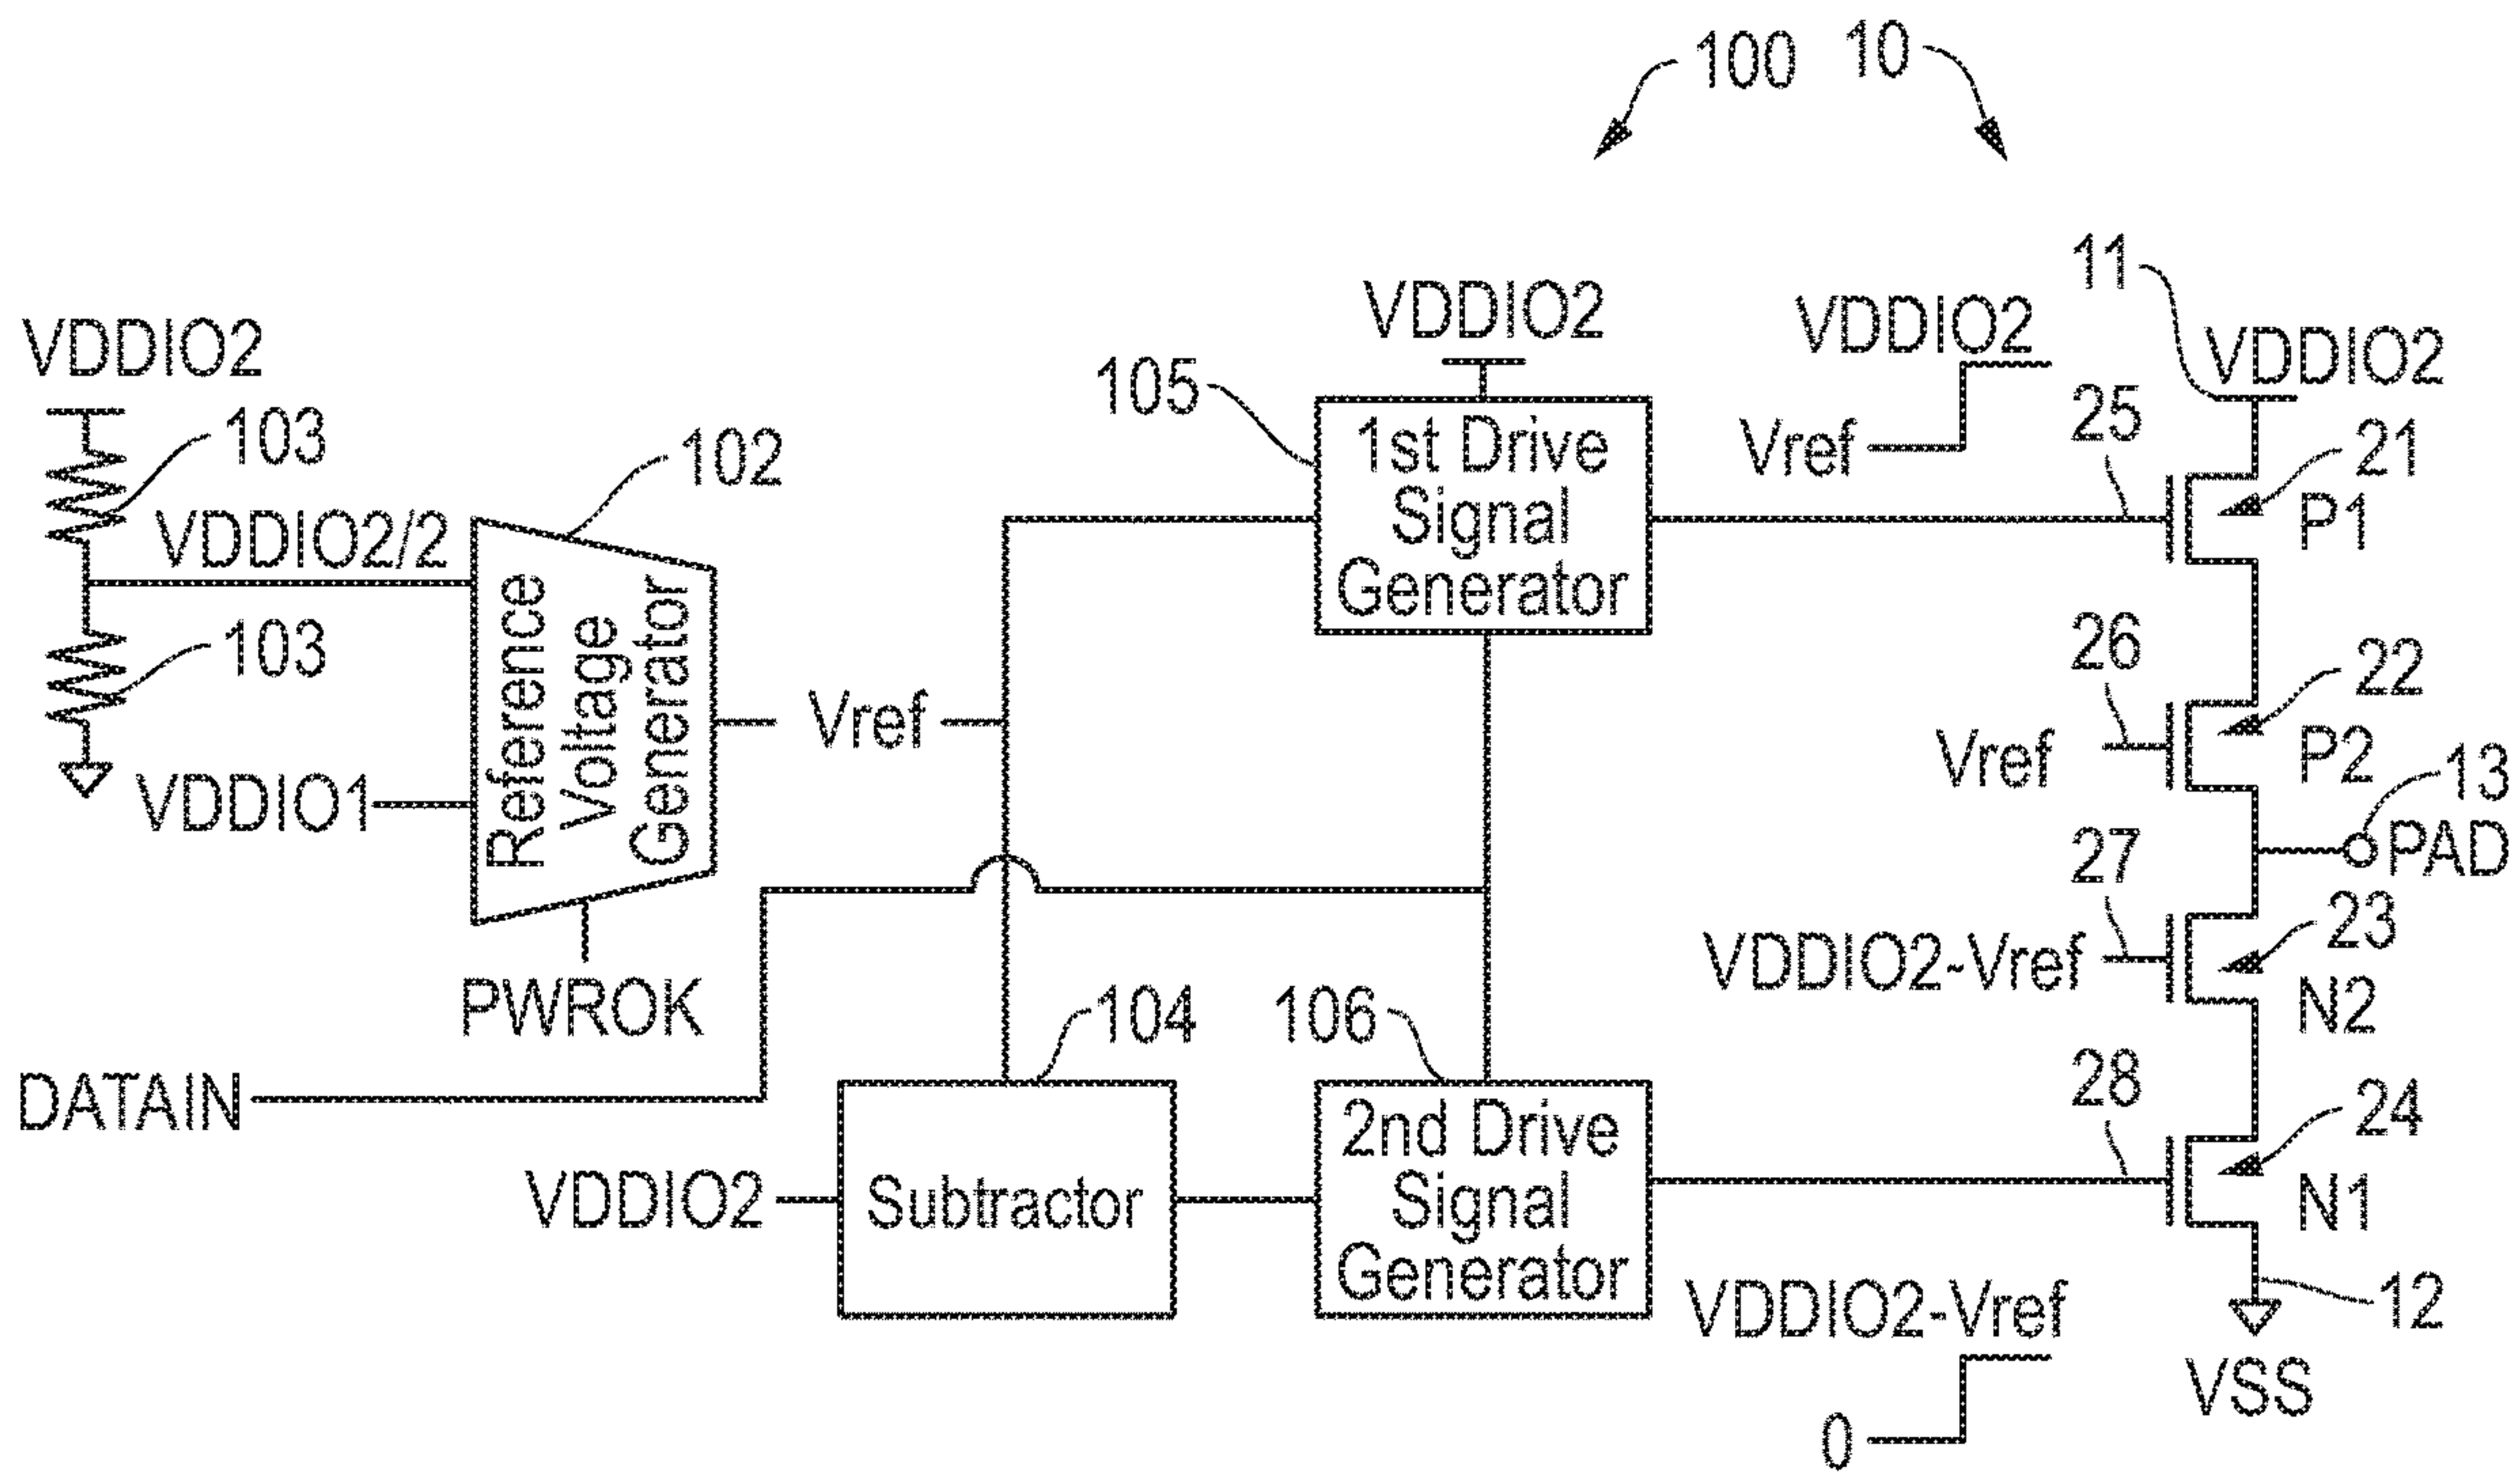 100 10
11
VDDIO2
VDDIO2
VDDIO2
VDDIO2
105
25
103
102
1st Drive
Signal
Generator
Vref
21
P1
VDDIO2/2
103
Reference
Voltage
Generator
26
22
Vref
Vref
P2
13
VDDIO1
27
PAD
23
VDDIO2-Vref
PWROK
104
106
N2
28
DATAIN
2nd Drive
Signal
Generator
24
VDDIO2
Subtractor
N1
VDDIO2-Vref
12
VSS
0